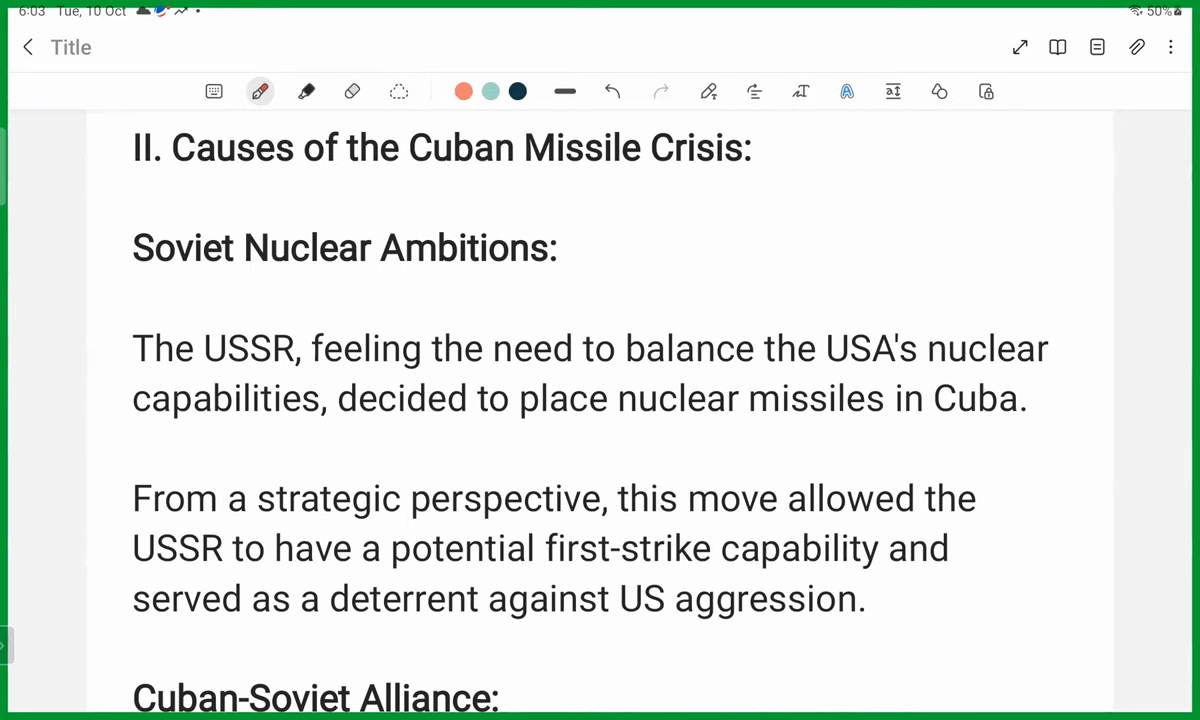 6:03 Tue, 10 Oct
50%
Title
II. Causes of the Cuban Missile Crisis:
Soviet Nuclear Ambitions:
The USSR, feeling the need to balance the USA's nuclear
capabilities, decided to place nuclear missiles in Cuba.
From a strategic perspective, this move allowed the
USSR to have a potential first-strike capability and
served as a deterrent against US aggression.
Cuban-Soviet Alliance: